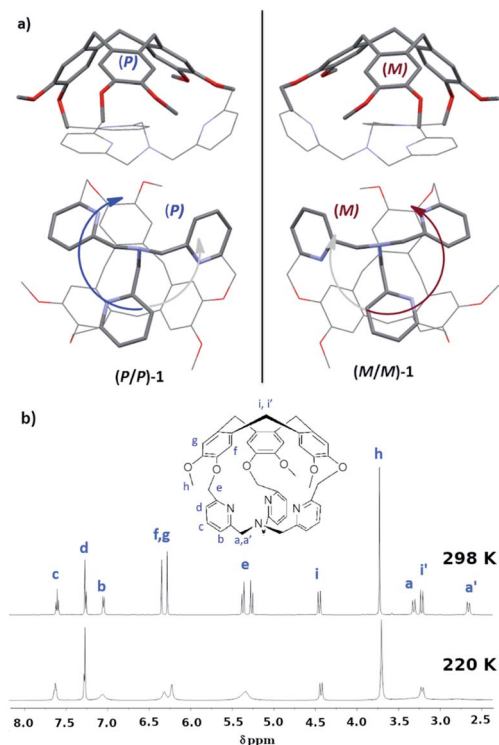 a)
(P)
(M)
(P)
(M)
(P/P)-1
(M/M)-1
b)
i, i'
g
f
O
O
O
O
O
O
h
e
d
N
N
N
c
b
N
a,a'
h
f,g
d
c
b
e
i
a
i'
a'
298 K
220 K
8.0 7.5 7.0 6.5 6.0 5.5 5.0 4.5 4.0 3.5 3.0 2.5
δppm